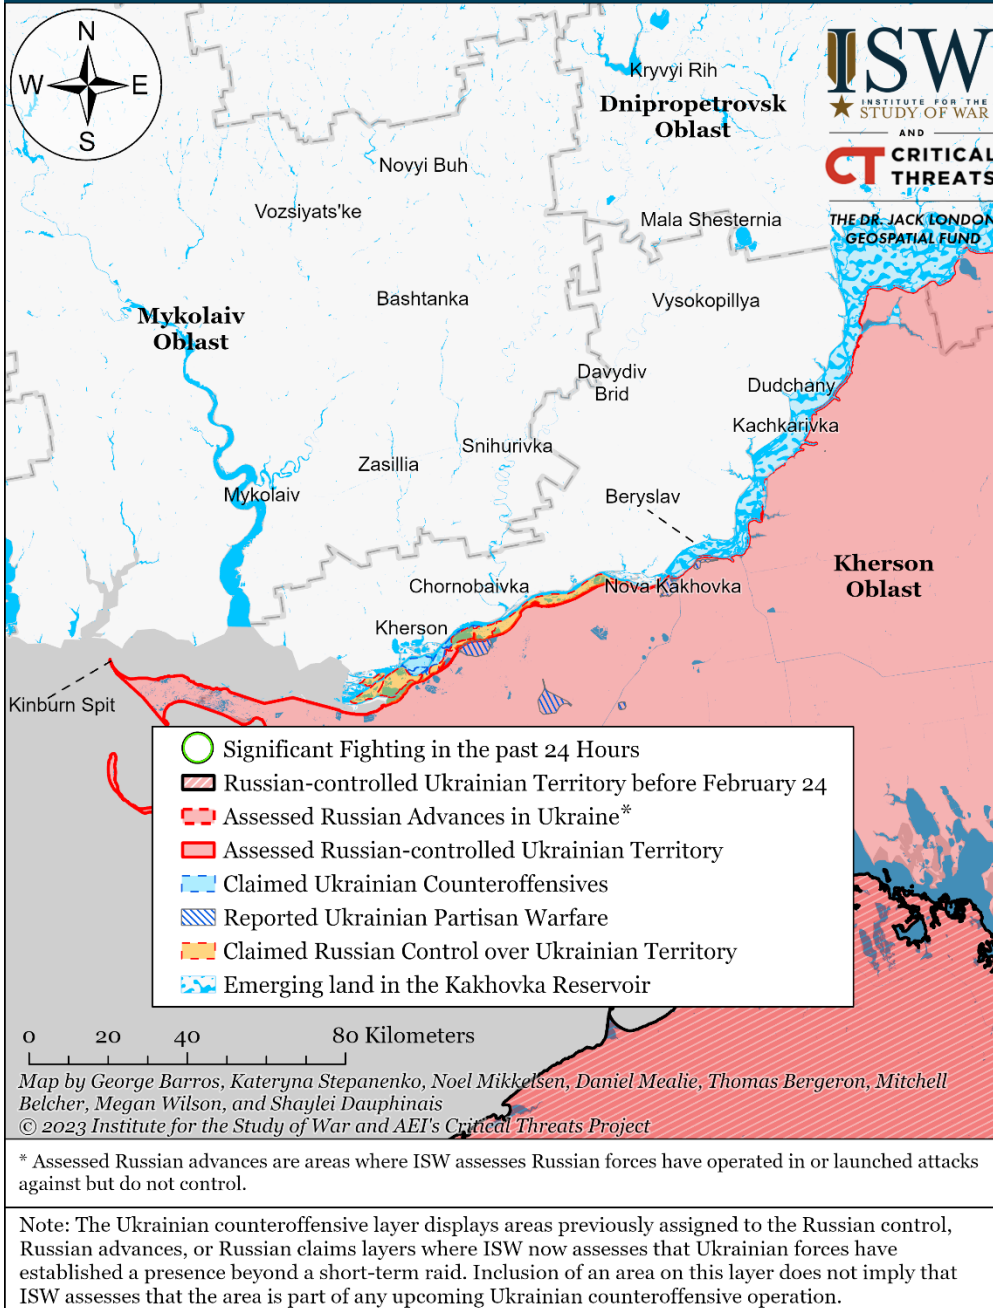 N
W
E
S
ISW
INSTITUTE FOR THE
STUDY OF WAR
AND
CT CRITICAL
THREATS
THE DR. JACK LONDON
GEOSPATIAL FUND
Kryvyi Rih
Dnipropetrovsk
Oblast
Novyi Buh
Vozsiyats'ke
Mala Shesternia
Bashtanka
Vysokopillya
Mykolaiv
Oblast
Davydiv
Brid
Dudchany
Kachkarivka
Snihurivka
Zasillia
Mykolaiv
Beryslav
Kherson
Oblast
Chornobaivka
Nova Kakhovka
Kherson
Kinburn Spit
Significant Fighting in the past 24 Hours
Russian-controlled Ukrainian Territory before February 24
Assessed Russian Advances in Ukraine*
Assessed Russian-controlled Ukrainian Territory
Claimed Ukrainian Counteroffensives
Reported Ukrainian Partisan Warfare
Claimed Russian Control over Ukrainian Territory
Emerging land in the Kakhovka Reservoir
0 20 40 80 Kilometers
Map by George Barros, Kateryna Stepanenko, Noel Mikkelsen, Daniel Mealie, Thomas Bergeron, Mitchell
Belcher, Megan Wilson, and Shaylei Dauphinais
© 2023 Institute for the Study of War and AEI's Critical Threats Project
* Assessed Russian advances are areas where ISW assesses Russian forces have operated in or launched attacks
against but do not control.
Note: The Ukrainian counteroffensive layer displays areas previously assigned to the Russian control,
Russian advances, or Russian claims layers where ISW now assesses that Ukrainian forces have
established a presence beyond a short-term raid. Inclusion of an area on this layer does not imply that
ISW assesses that the area is part of any upcoming Ukrainian counteroffensive operation.